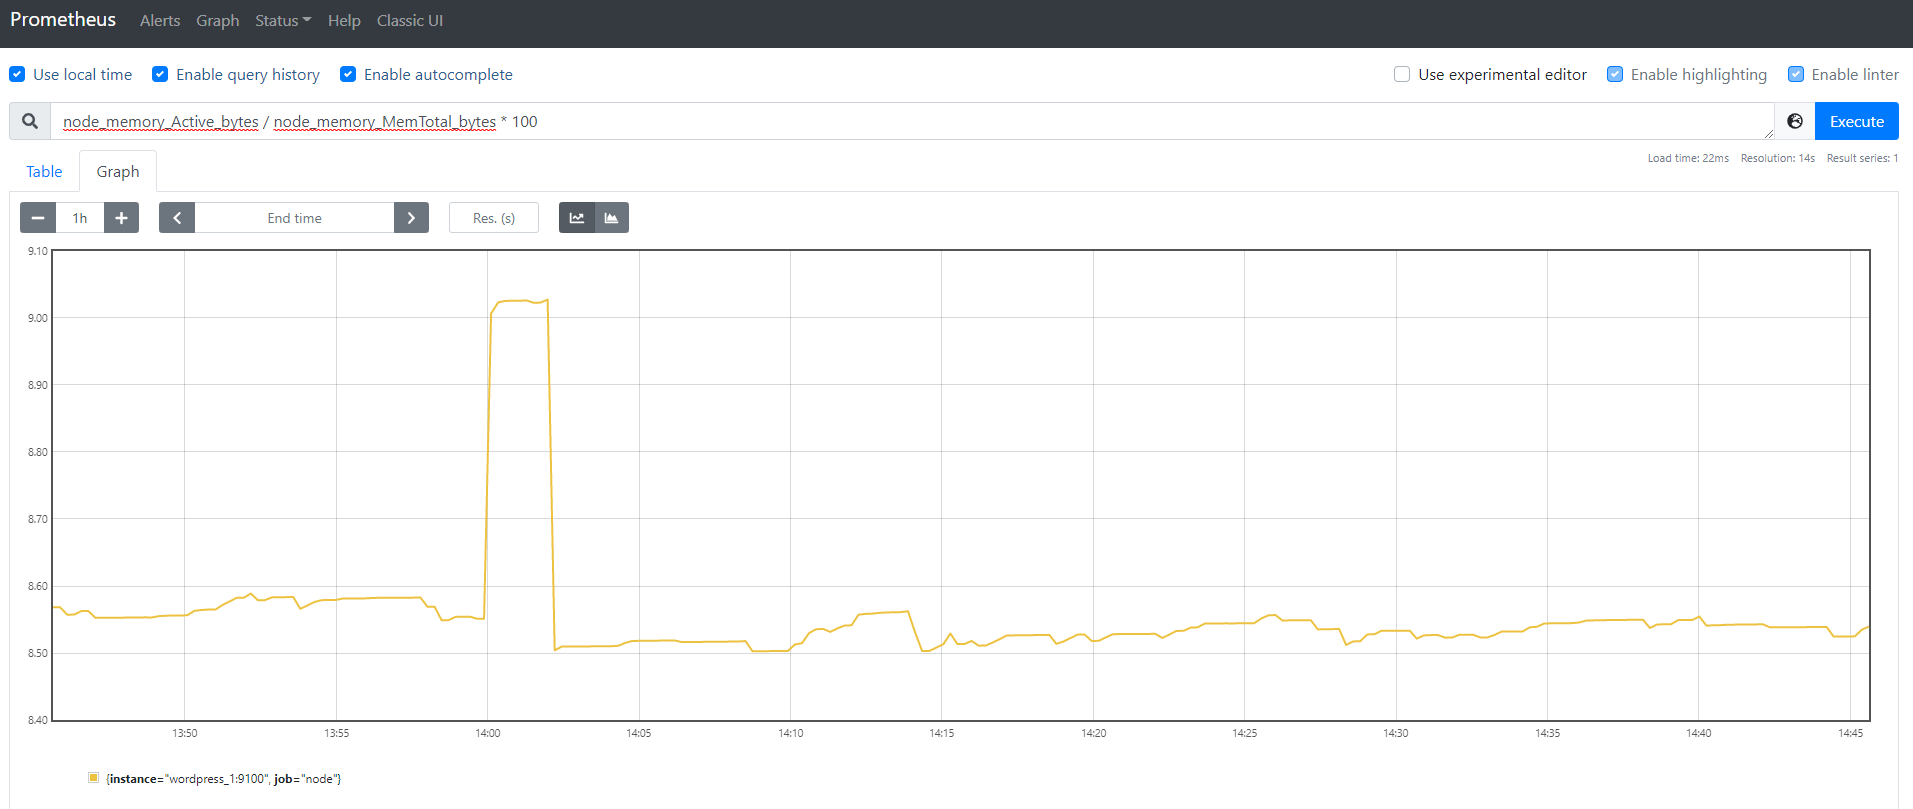 Prometheus Alerts Graph Status Help Classic UI
Use local time Enable query history Enable autocomplete Use experimental editor Enable highlighting Enable linter
node_memory_Active_bytes / node_memory_MemTotal_bytes * 100 Execute
Load time: 22ms Resolution: 14s Result series: 1
Table Graph
1h End time Res. (s)
9.10
9.00
8.90
8.80
8.70
8.60
8.50
8.40
13:50 13:55 14:00 14:05 14:10 14:15 14:20 14:25 14:30 14:35 14:40 14:45
{instance="wordpress_1:9100", job="node"}